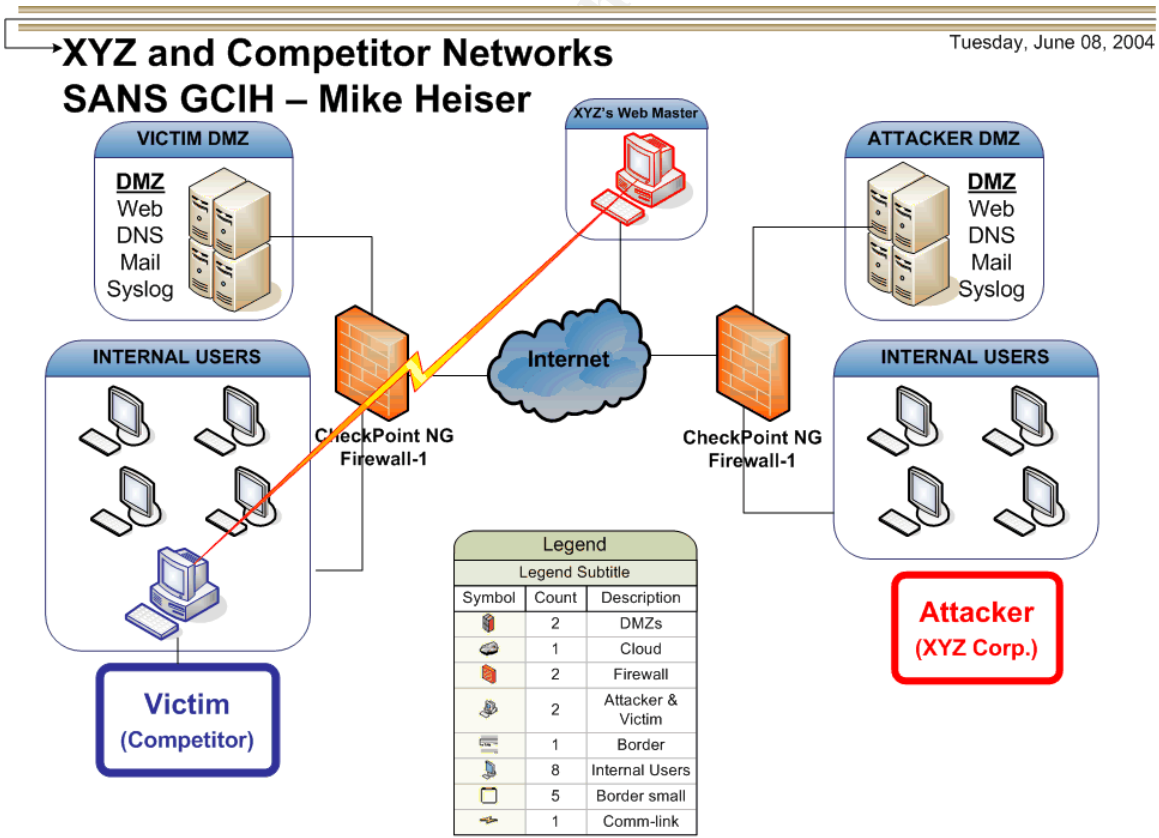 XYZ and Competitor Networks
SANS GCIH – Mike Heiser
Tuesday, June 08, 2004
VICTIM DMZ
DMZ
Web
DNS
Mail
Syslog
XYZ's Web Master
ATTACKER DMZ
DMZ
Web
DNS
Mail
Syslog
INTERNAL USERS
Internet
INTERNAL USERS
CheckPoint NG
Firewall-1
CheckPoint NG
Firewall-1
Victim
(Competitor)
Attacker
(XYZ Corp.)
Legend
Legend Subtitle
Symbol Count Description
2 DMZs
1 Cloud
2 Firewall
2 Attacker &
Victim
1 Border
8 Internal Users
5 Border small
1 Comm-link